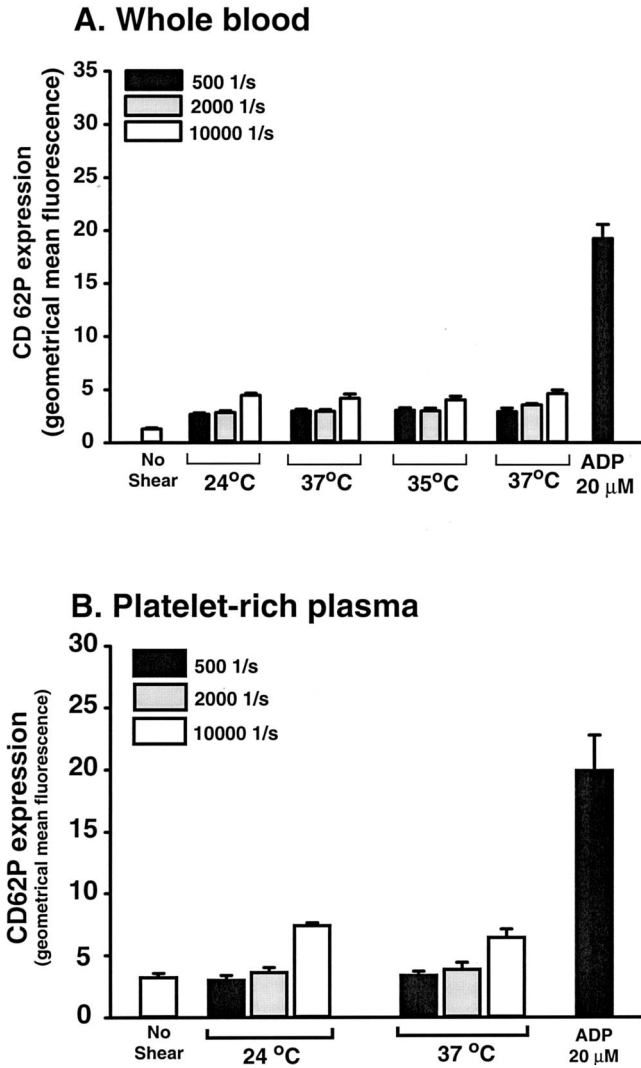 A. Whole blood
CD 62P expression
(geometrical mean fluorescence)
35
30
25
20
15
10
5
0
500 1/s
2000 1/s
10000 1/s
No
Shear
24°C
37°C
35°C
37°C
ADP
20 μM
B. Platelet-rich plasma
CD62P expression
(geometrical mean fluorescence)
30
25
20
15
10
5
0
500 1/s
2000 1/s
10000 1/s
No
Shear
24 °C
37 °C
ADP
20 μM